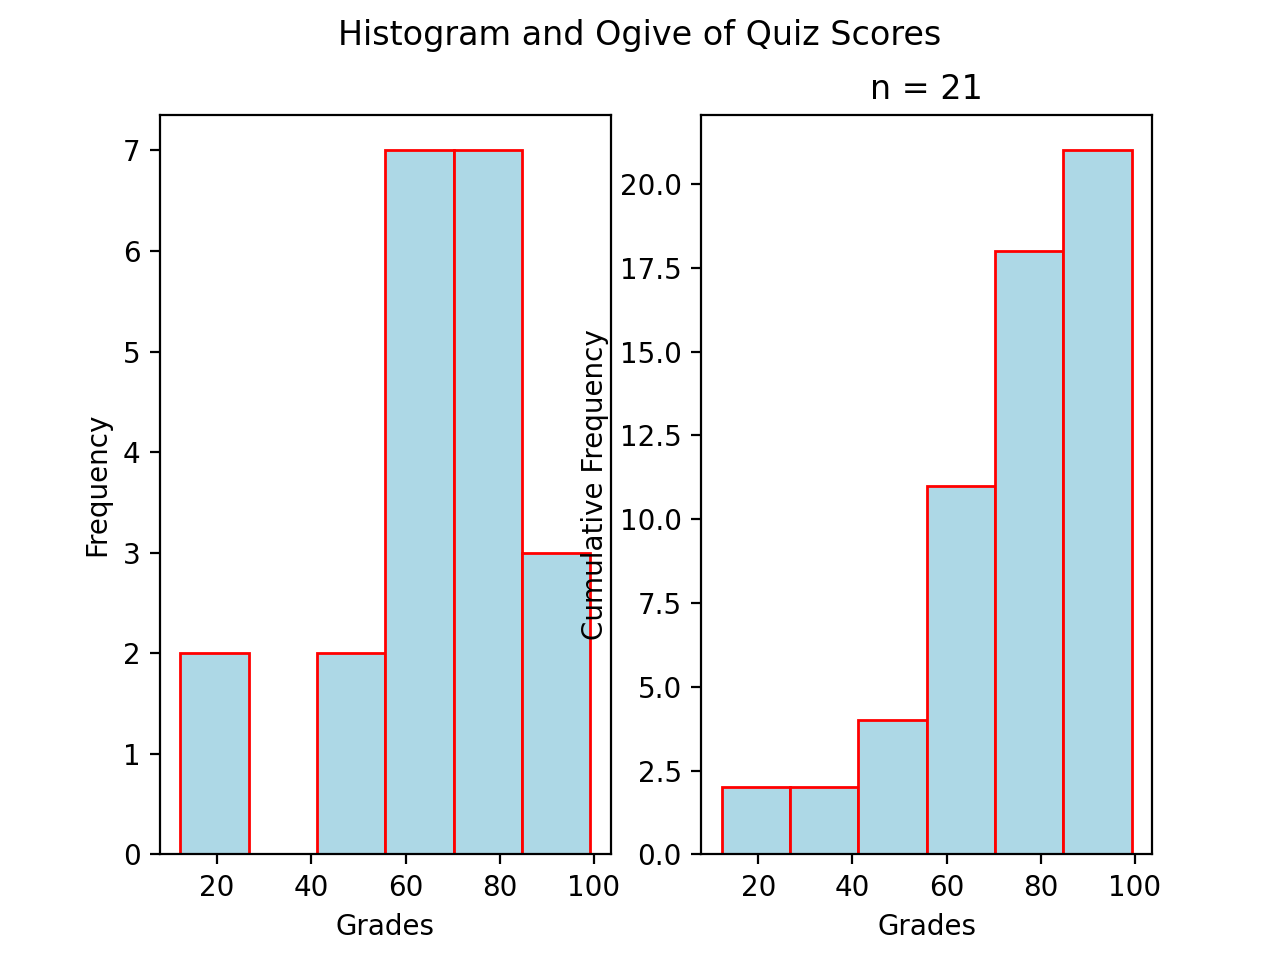 Histogram and Ogive of Quiz Scores
n = 21
7
6
5
4
3
2
1
0
Frequency
20 40 60 80 100
Grades
20.0
17.5
15.0
12.5
10.0
7.5
5.0
2.5
0.0
Cumulative Frequency
20 40 60 80 100
Grades